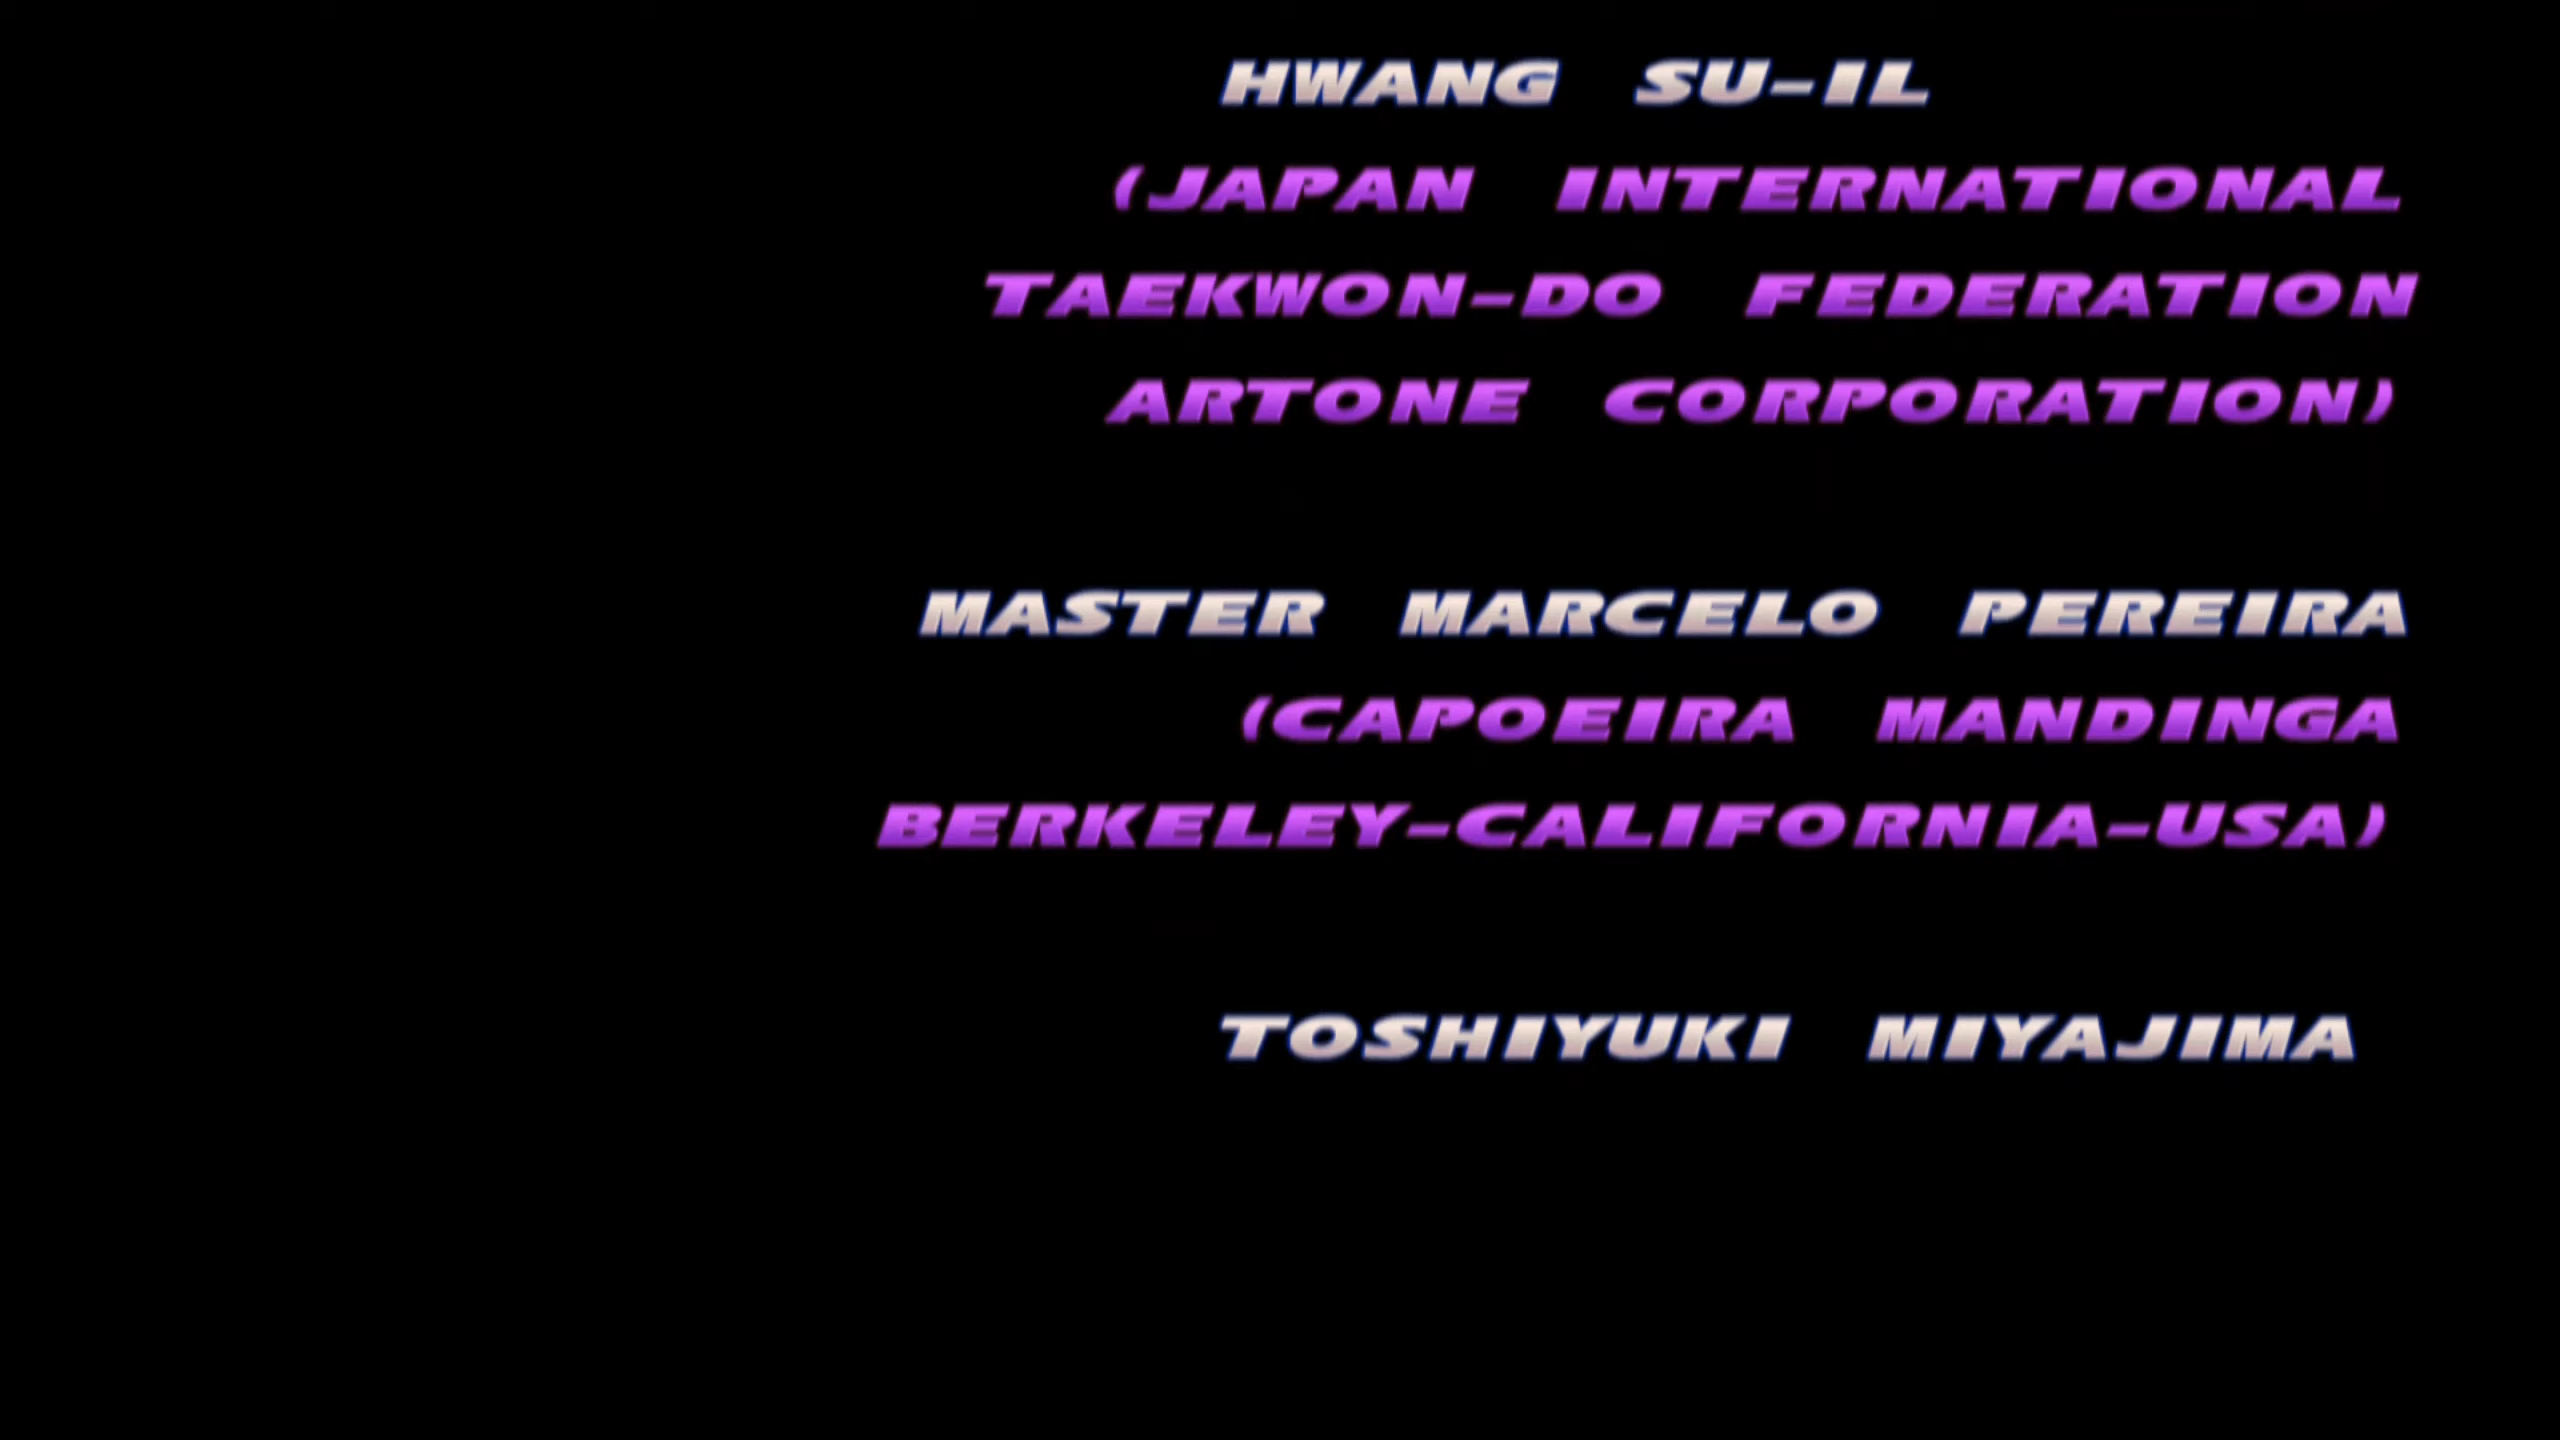 HWANG SU-IL
(JAPAN INTERNATIONAL
TAEKWON-DO FEDERATION
ARTONE CORPORATION)
MASTER MARCELO PEREIRA
(CAPOEIRA MANDINGA
BERKELEY-CALIFORNIA-USA)
TOSHIYUKI MIYAJIMA